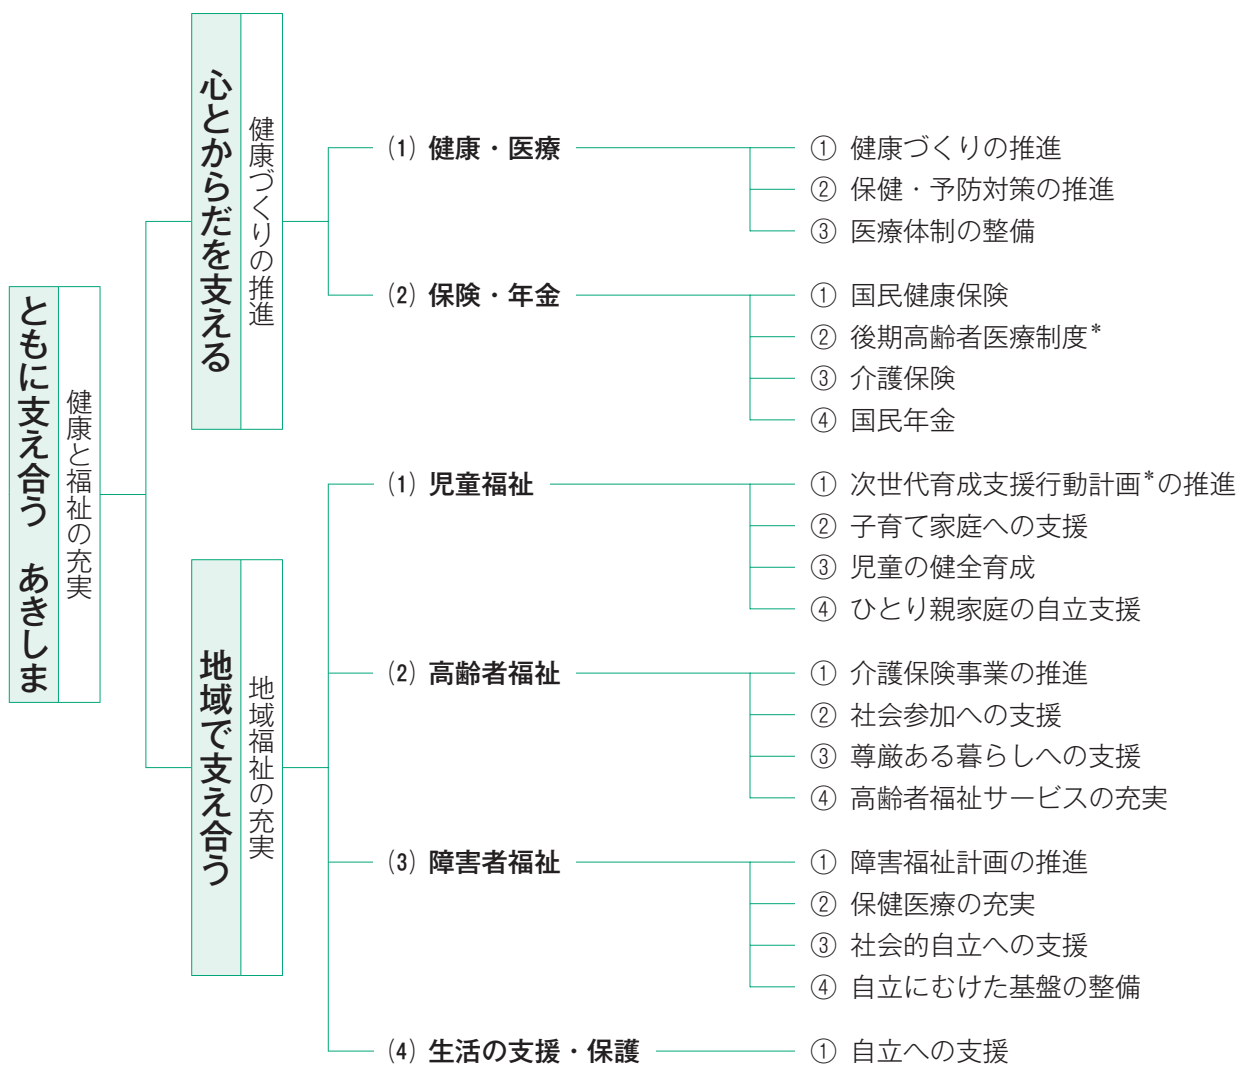 ともに支え合う　あきしま
健康と福祉の充実
心とからだを支える
健康づくりの推進
(1) 健康・医療
① 健康づくりの推進
② 保健・予防対策の推進
③ 医療体制の整備
(2) 保険・年金
① 国民健康保険
② 後期高齢者医療制度*
③ 介護保険
④ 国民年金
地域で支え合う
地域福祉の充実
(1) 児童福祉
① 次世代育成支援行動計画*の推進
② 子育て家庭への支援
③ 児童の健全育成
④ ひとり親家庭の自立支援
(2) 高齢者福祉
① 介護保険事業の推進
② 社会参加への支援
③ 尊厳ある暮らしへの支援
④ 高齢者福祉サービスの充実
(3) 障害者福祉
① 障害福祉計画の推進
② 保健医療の充実
③ 社会的自立への支援
④ 自立にむけた基盤の整備
(4) 生活の支援・保護
① 自立への支援